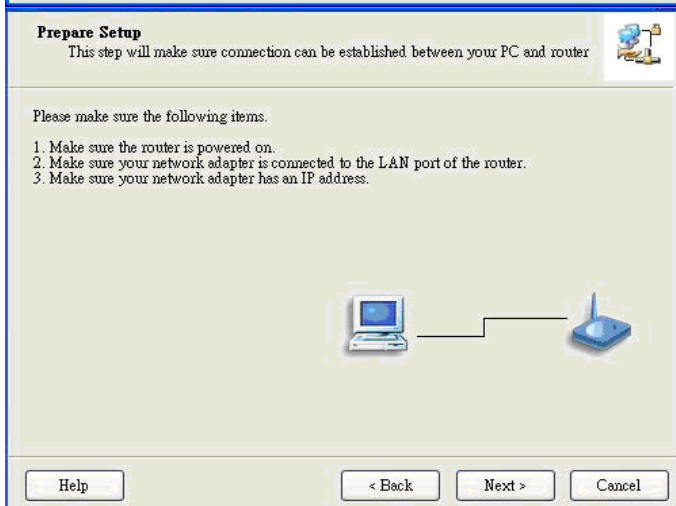 Prepare Setup
This step will make sure connection can be established between your PC and router
Please make sure the following items.
1. Make sure the router is powered on.
2. Make sure your network adapter is connected to the LAN port of the router.
3. Make sure your network adapter has an IP address.
Help
< Back
Next >
Cancel